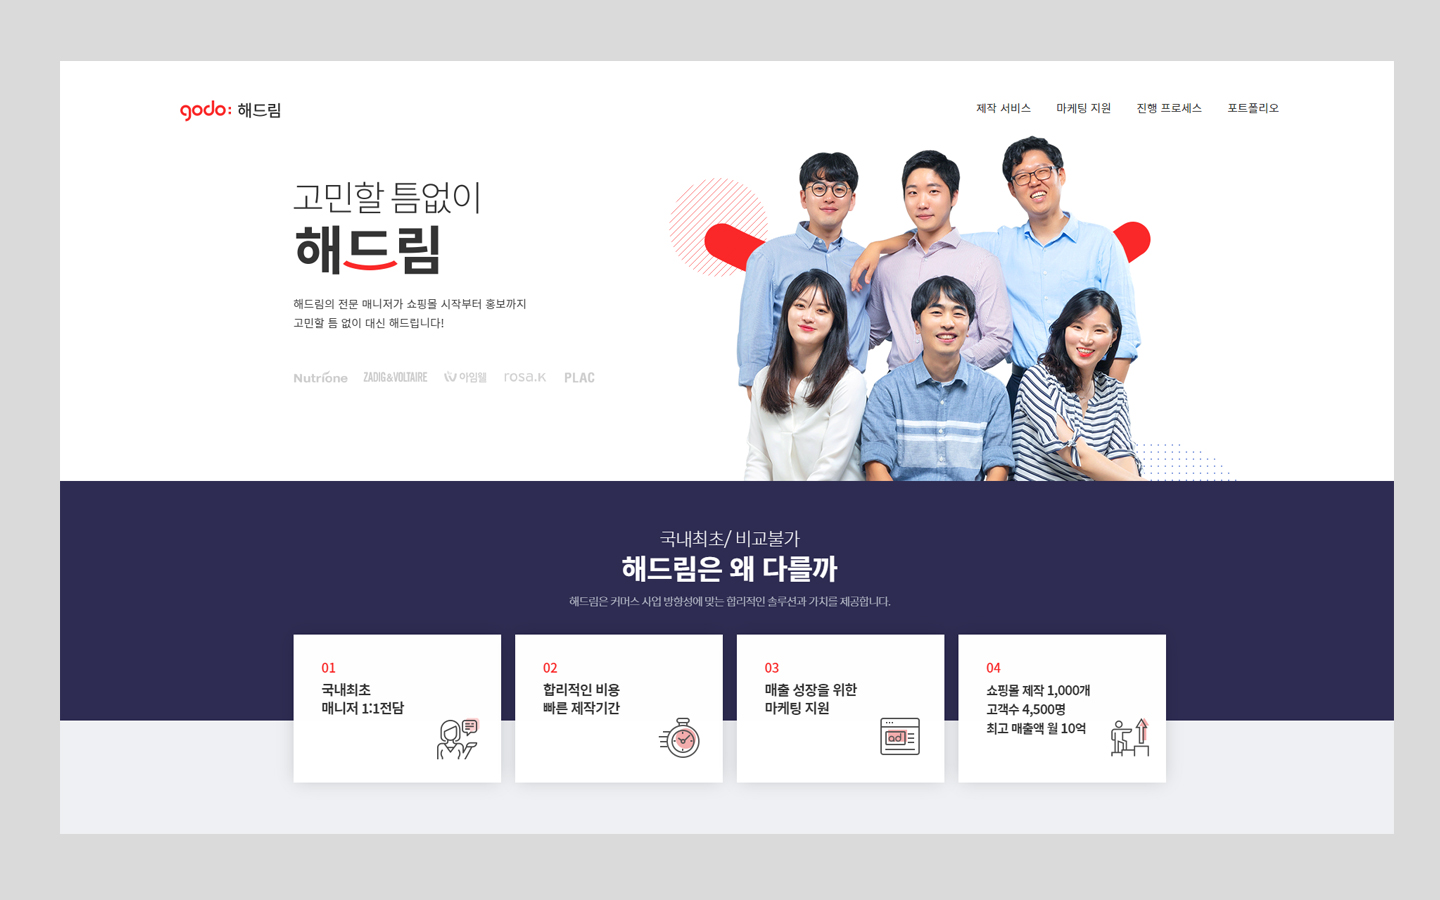 godo: 해드림
제작 서비스 마케팅 지원 진행 프로세스 포트폴리오
고민할 틈없이
해드림
해드림의 전문 매니저가 쇼핑몰 시작부터 홍보까지
고민할 틈 없이 대신 해드립니다!
Nutrione ZADIG&VOLTAIRE 아임웰 rosa.K PLAC
국내최초/ 비교불가
해드림은 왜 다를까
해드림은 커머스 사업 방향성에 맞는 합리적인 솔루션과 가치를 제공합니다.
01
국내최초
매니저 1:1전담
02
합리적인 비용
빠른 제작기간
03
매출 성장을 위한
마케팅 지원
ad
04
쇼핑몰 제작 1,000개
고객수 4,500명
최고 매출액 월 10억